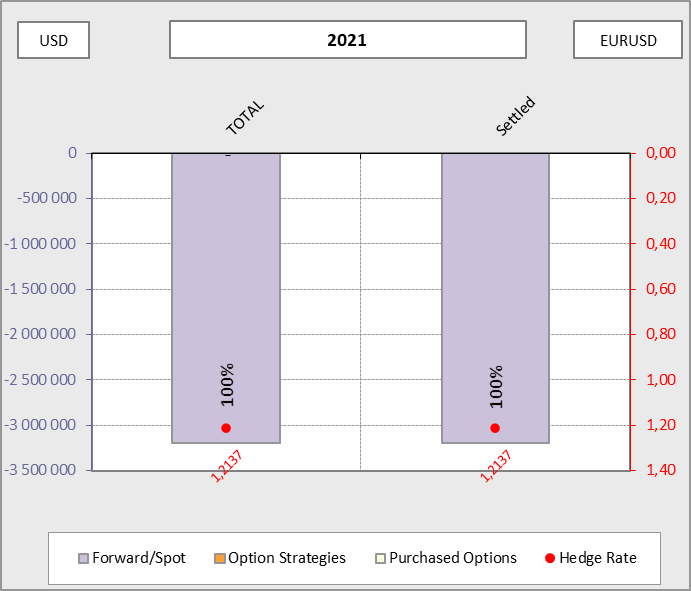 USD
2021
EURUSD
TOTAL
Settled
0
-500 000
-1 000 000
-1 500 000
-2 000 000
-2 500 000
-3 000 000
-3 500 000
-
100%
100%
1,2137
1,2137
0,00
0,20
0,40
0,60
0,80
1,00
1,20
1,40
Forward/Spot
Option Strategies
Purchased Options
Hedge Rate